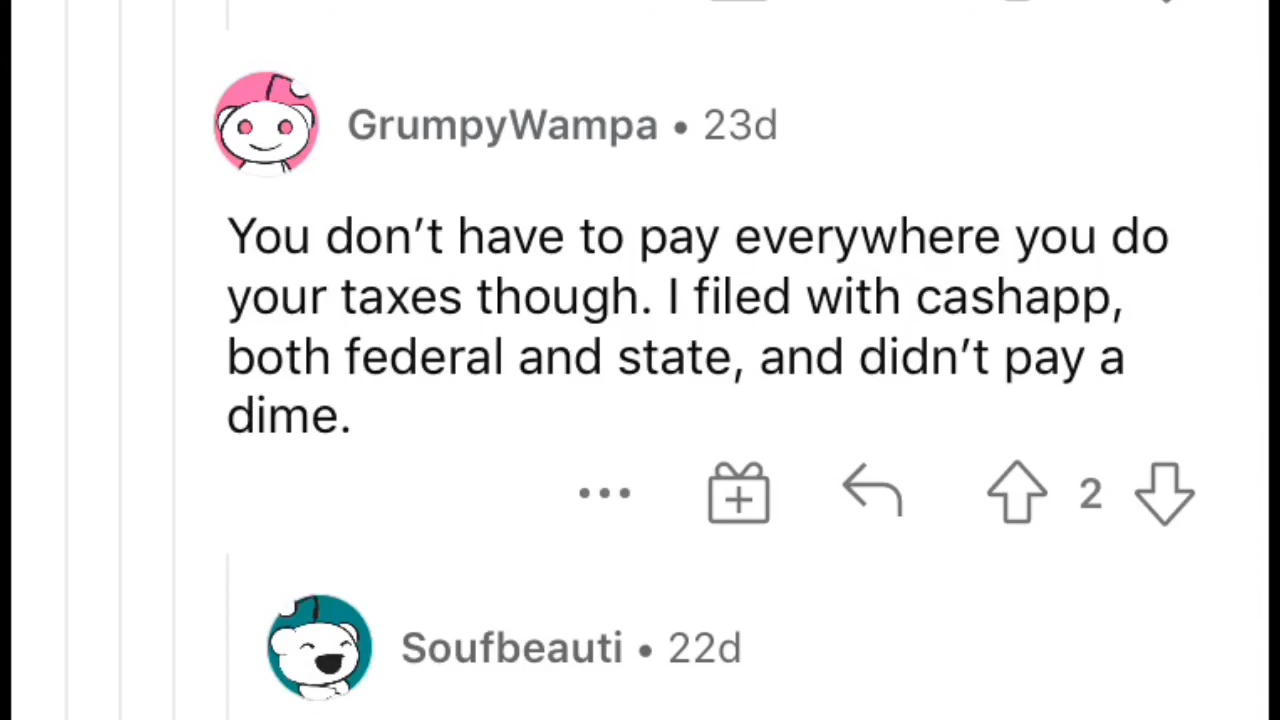 GrumpyWampa • 23d
You don’t have to pay everywhere you do
your taxes though. I filed with cashapp,
both federal and state, and didn’t pay a
dime.
2
Soufbeauti • 22d